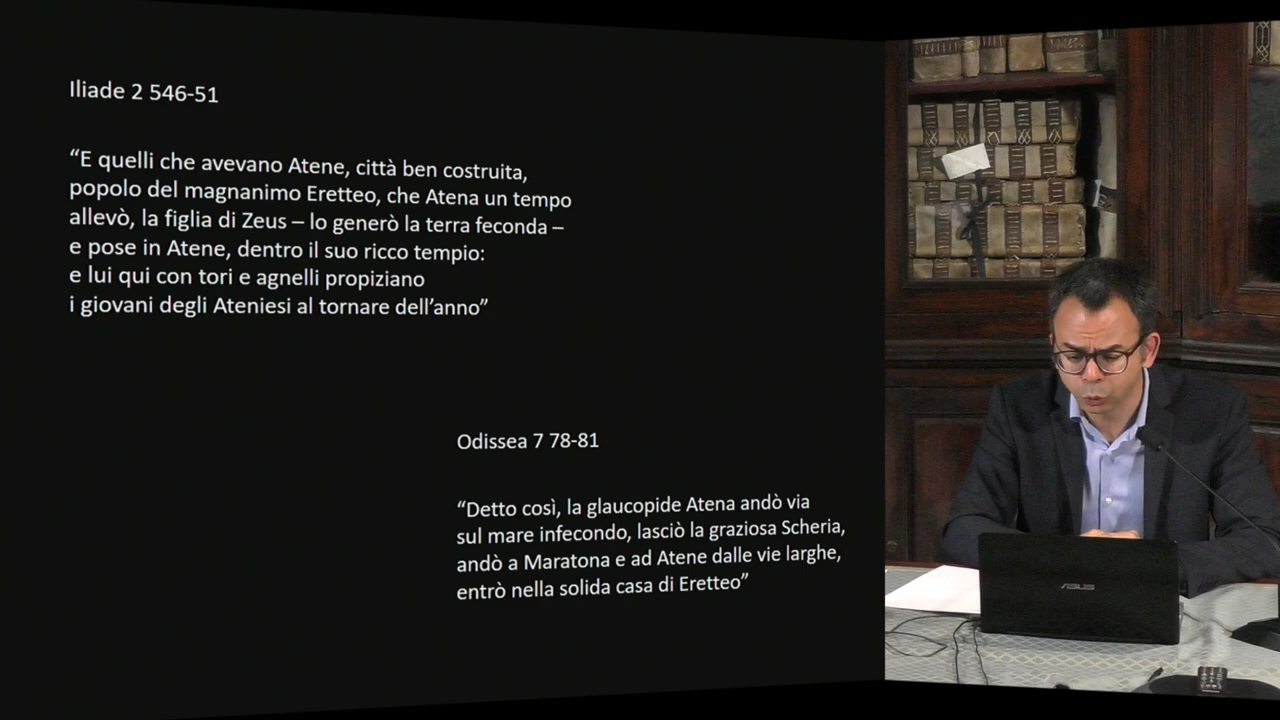 Iliade 2 546-51
“E quelli che avevano Atene, città ben costruita,
popolo del magnanimo Eretteo, che Atena un tempo
allevò, la figlia di Zeus – lo generò la terra feconda –
e pose in Atene, dentro il suo ricco tempio:
e lui qui con tori e agnelli propiziano
i giovani degli Ateniesi al tornare dell’anno”
Odissea 7 78-81
“Detto così, la glaucopide Atena andò via
sul mare infecondo, lasciò la graziosa Scheria,
andò a Maratona e ad Atene dalle vie larghe,
entrò nella solida casa di Eretteo”
ASUS